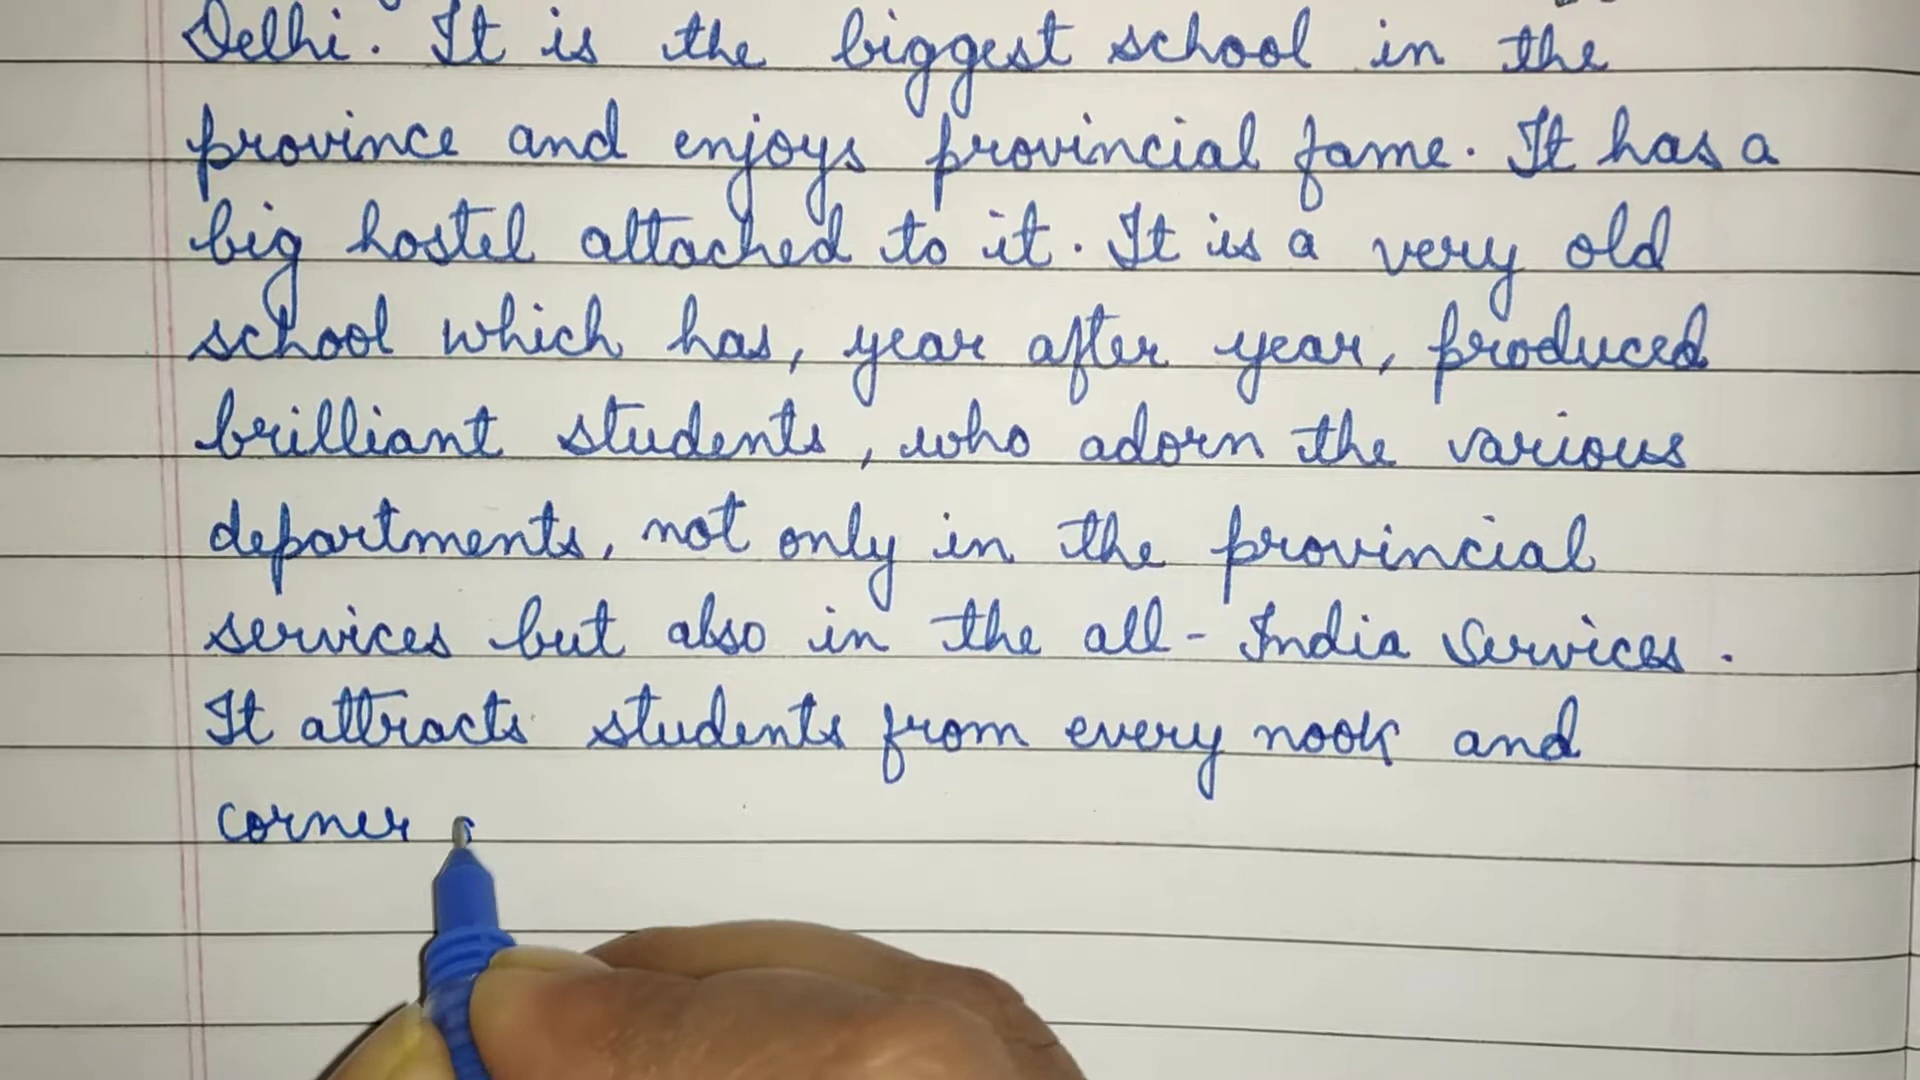 Delhi. It is the biggest school in the
province and enjoys provincial fame. It has a
big hostel attached to it. It is a very old
school which has, year after year, produced
brilliant students, who adorn the various
departments, not only in the provincial
services but also in the all-India Services.
It attracts students from every nook and
corner